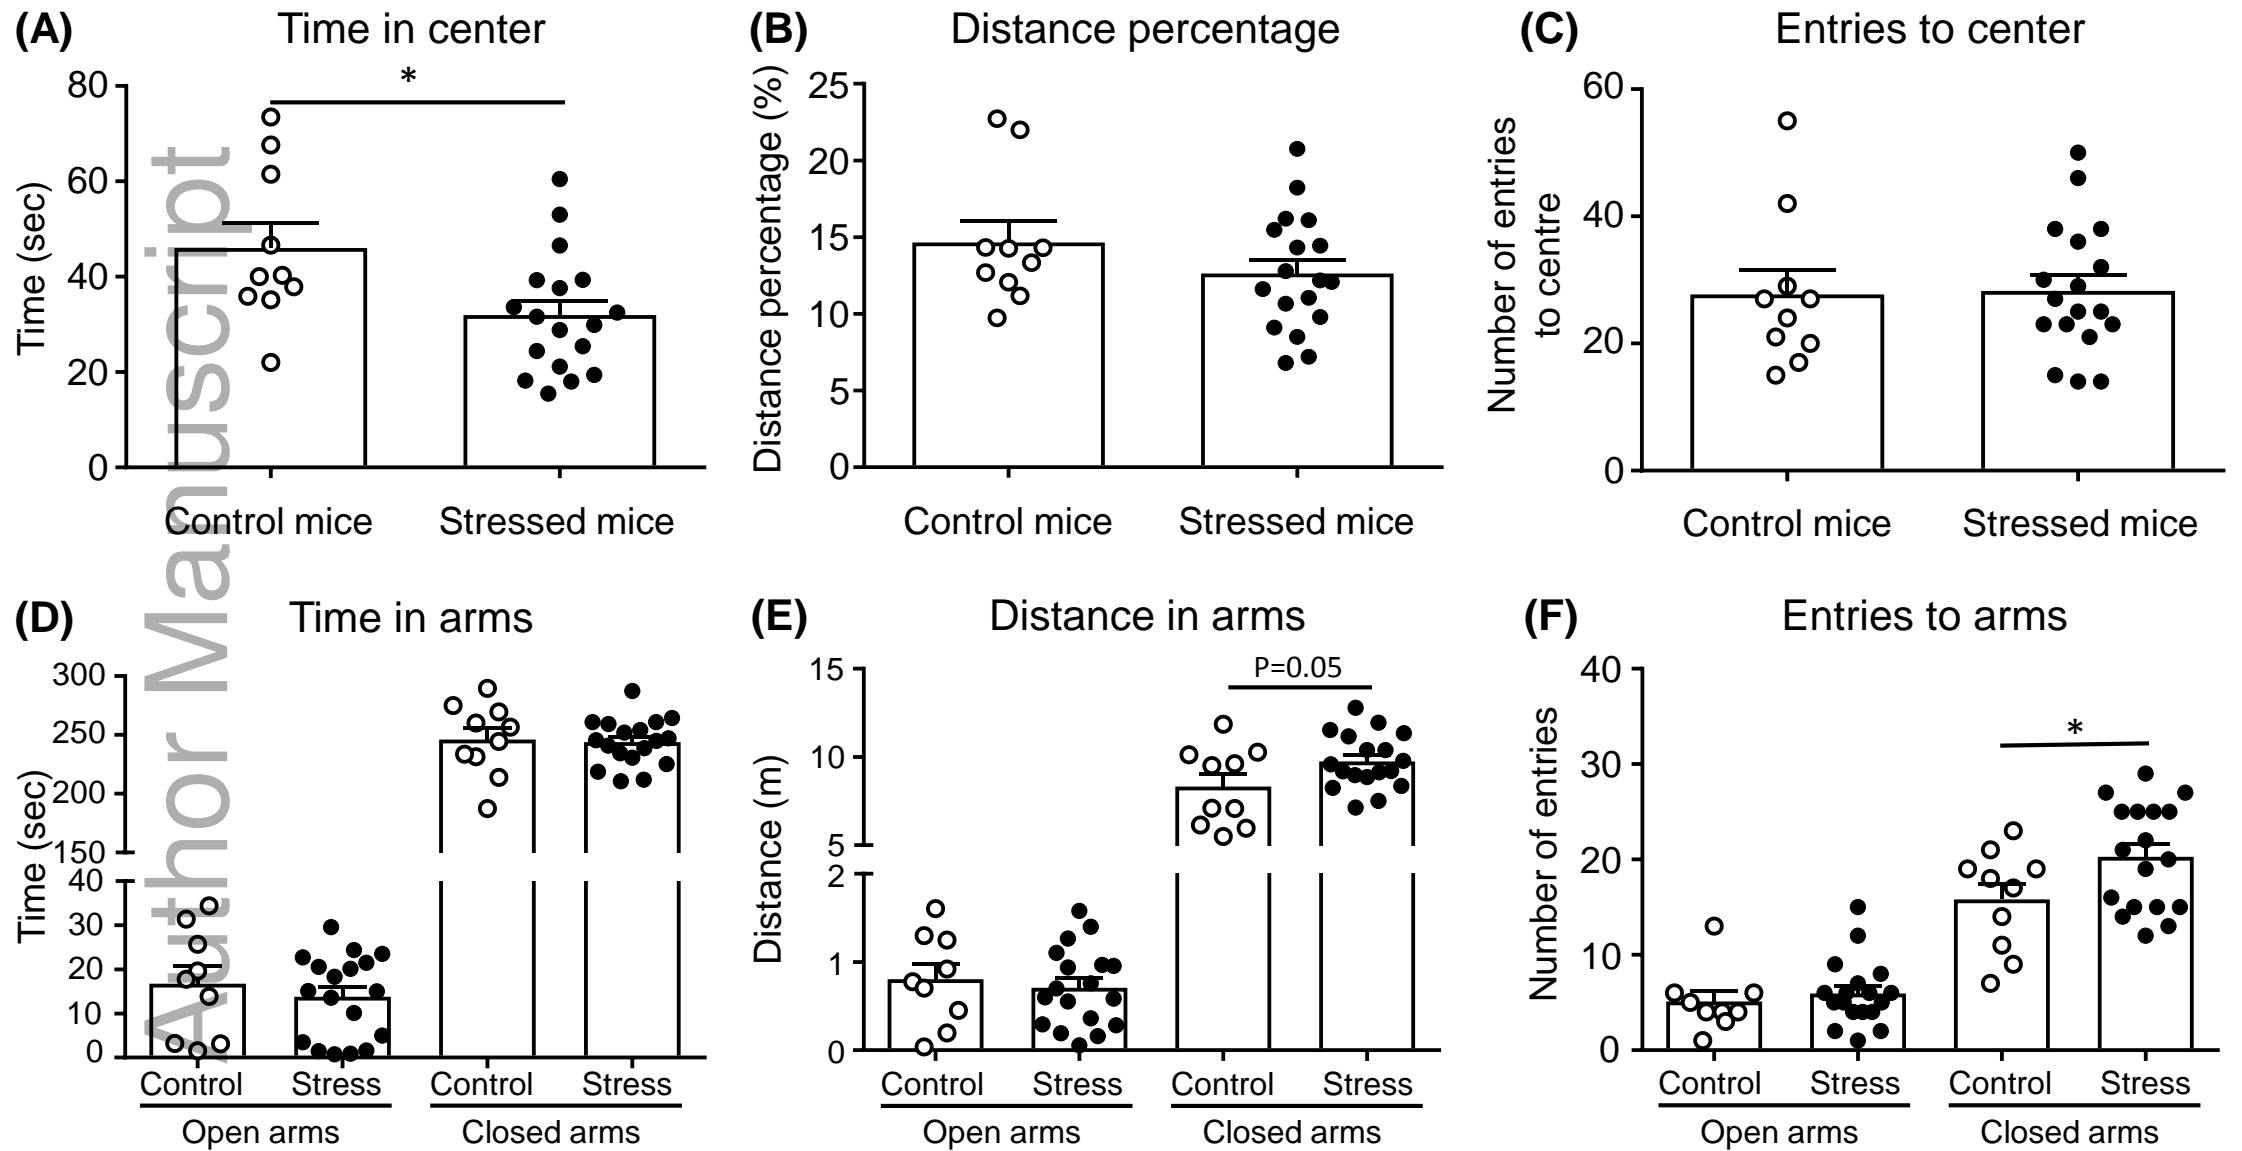 (A) Time in center
*
80
60
40
20
0
Time (sec)
Control mice Stressed mice
(B) Distance percentage
25
20
15
10
5
0
Distance percentage (%)
Control mice Stressed mice
(C) Entries to center
60
40
20
0
Number of entries
to centre
Control mice Stressed mice
(D) Time in arms
300
250
200
150
40
30
20
10
0
Time (sec)
Control Stress Control Stress
Open arms Closed arms
(E) Distance in arms
P=0.05
15
10
5
2
1
0
Distance (m)
Control Stress Control Stress
Open arms Closed arms
(F) Entries to arms
*
40
30
20
10
0
Number of entries
Control Stress Control Stress
Open arms Closed arms
Author Manuscript